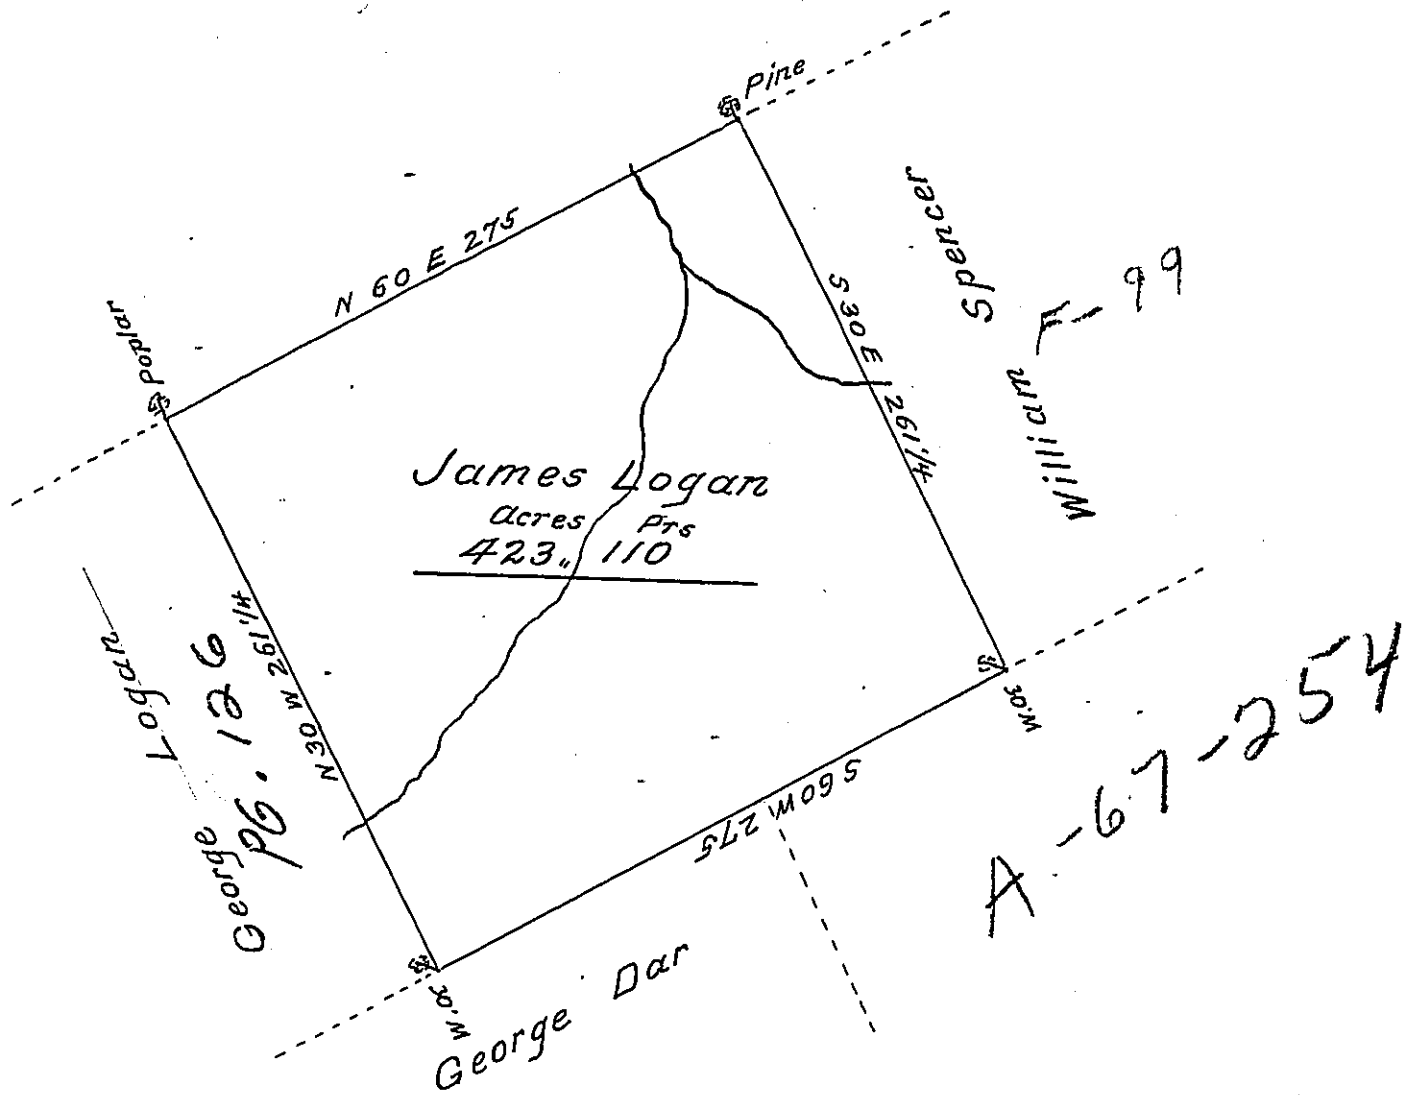 Pine
N 60 E 275
Poplar
S 30 E 261 1/4
William Spencer
F-99
James Logan
acres Prs
423,, 110
N 30 W 261 1/4
George Logan
PG. 126
W.O.
S 60 W 275
W.O.
George Dar
A-67-254